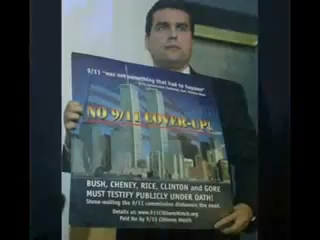 9/11 "was not something that had to happen"
NO 9/11 COVER-UP!
BUSH, CHENEY, RICE, CLINTON and GORE
MUST TESTIFY PUBLICLY UNDER OATH!
Stone-walling the 9/11 commission dishonors the dead.
Details on: www.911CitizensWatch.org
Paid for by 9/11 Citizens Watch